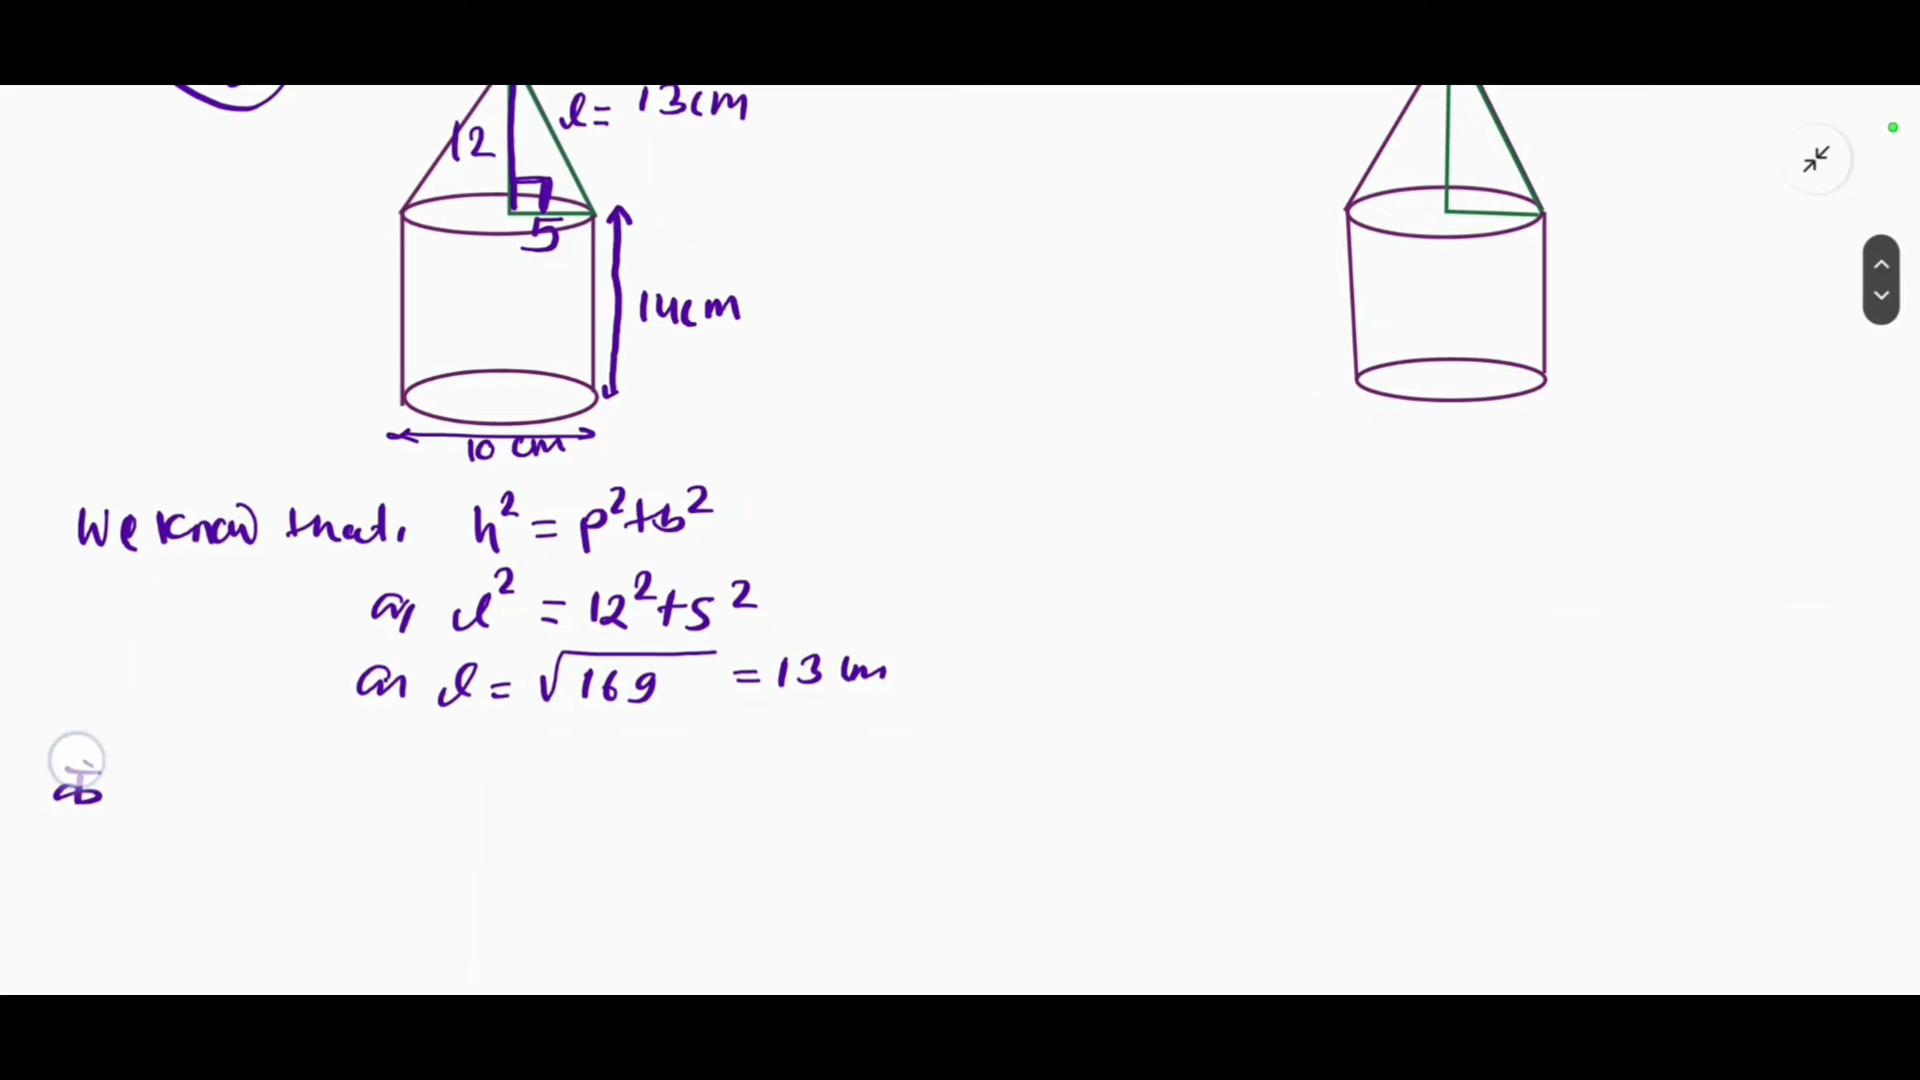 l = 13cm
12
5
14cm
10 cm
We know that, h² = p²+b²
or l² = 12²+5²
or l = √169 = 13 cm